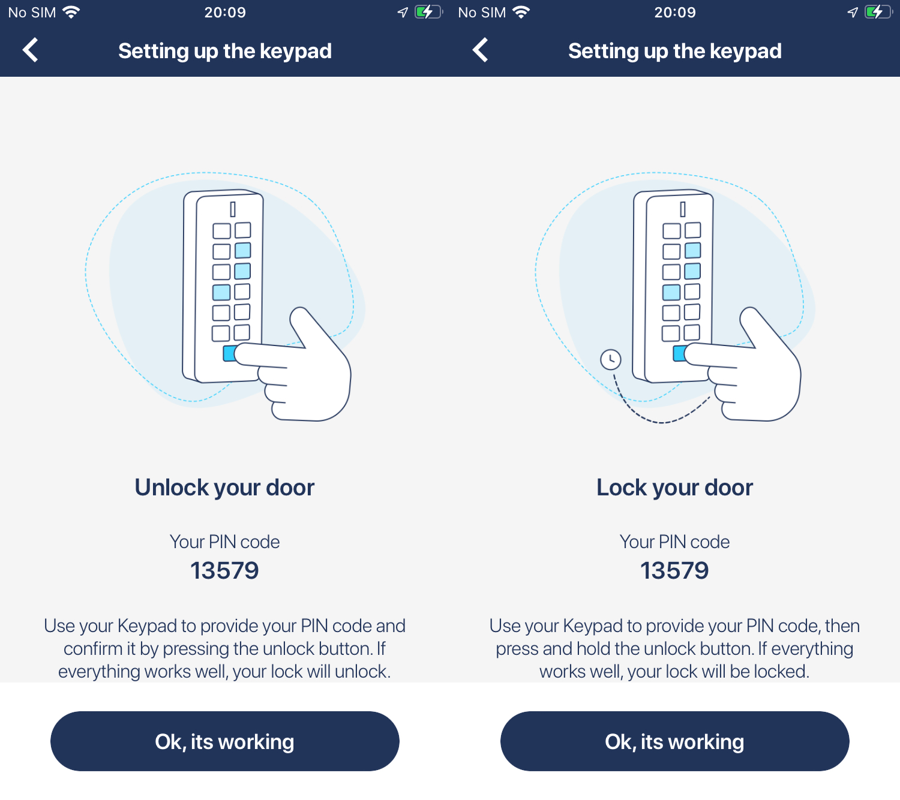 No SIM 20:09
Setting up the keypad
Unlock your door
Your PIN code
13579
Use your Keypad to provide your PIN code and
confirm it by pressing the unlock button. If
everything works well, your lock will unlock.
Ok, its working
No SIM 20:09
Setting up the keypad
Lock your door
Your PIN code
13579
Use your Keypad to provide your PIN code, then
press and hold the unlock button. If everything
works well, your lock will be locked.
Ok, its working